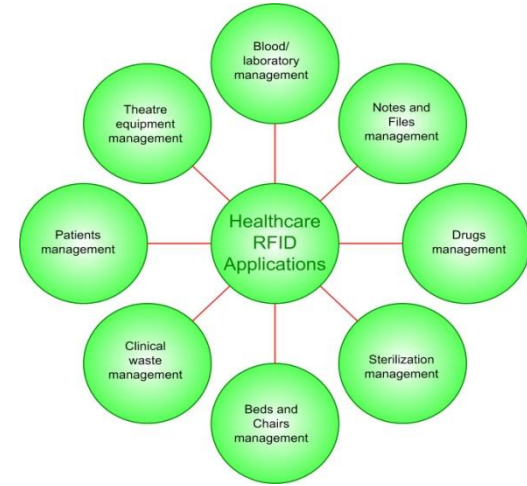 Blood/
laboratory
management
Notes and
Files
management
Drugs
management
Sterilization
management
Beds and
Chairs
management
Clinical
waste
management
Patients
management
Theatre
equipment
management
Healthcare
RFID
Applications